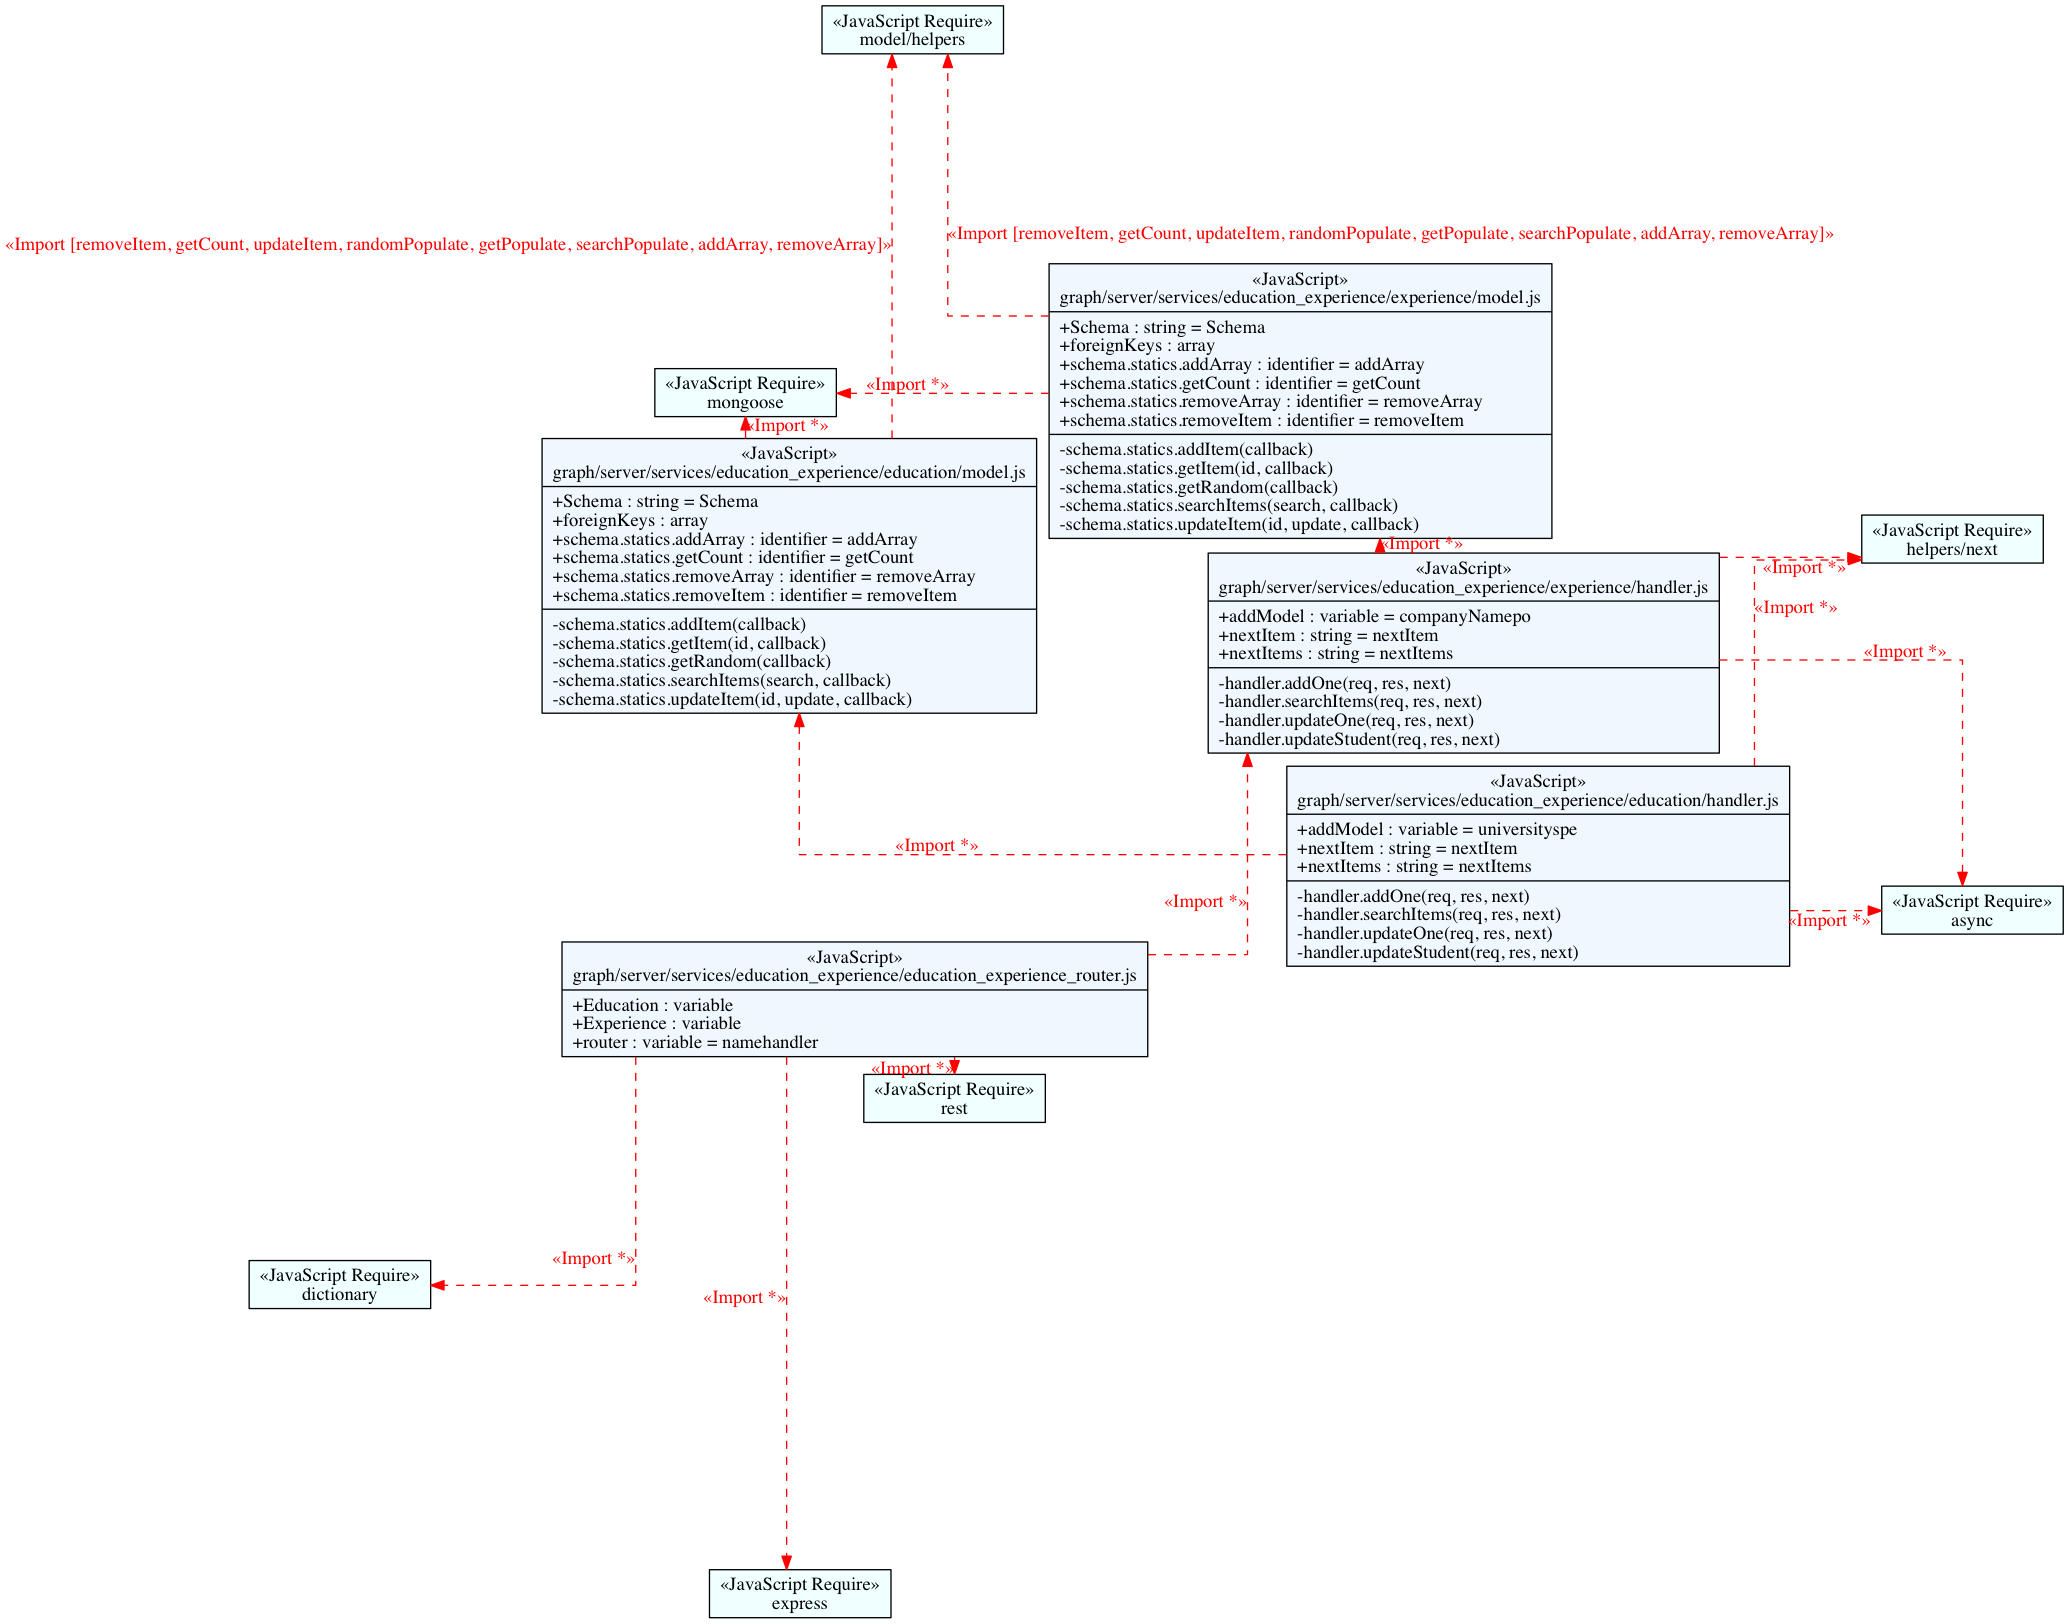 «JavaScript Require»
model/helpers
«Import [removeItem, getCount, updateItem, randomPopulate, getPopulate, searchPopulate, addArray, removeArray]»
«Import [removeItem, getCount, updateItem, randomPopulate, getPopulate, searchPopulate, addArray, removeArray]»
«JavaScript»
graph/server/services/education_experience/experience/model.js
+Schema : string = Schema
+foreignKeys : array
+schema.statics.addArray : identifier = addArray
+schema.statics.getCount : identifier = getCount
+schema.statics.removeArray : identifier = removeArray
+schema.statics.removeItem : identifier = removeItem
-schema.statics.addItem(callback)
-schema.statics.getItem(id, callback)
-schema.statics.getRandom(callback)
-schema.statics.searchItems(search, callback)
-schema.statics.updateItem(id, update, callback)
«JavaScript Require»
mongoose
«Import *»
«Import *»
«JavaScript»
graph/server/services/education_experience/education/model.js
+Schema : string = Schema
+foreignKeys : array
+schema.statics.addArray : identifier = addArray
+schema.statics.getCount : identifier = getCount
+schema.statics.removeArray : identifier = removeArray
+schema.statics.removeItem : identifier = removeItem
-schema.statics.addItem(callback)
-schema.statics.getItem(id, callback)
-schema.statics.getRandom(callback)
-schema.statics.searchItems(search, callback)
-schema.statics.updateItem(id, update, callback)
«Import *»
«JavaScript Require»
helpers/next
«JavaScript»
graph/server/services/education_experience/experience/handler.js
+addModel : variable = companyNamepo
+nextItem : string = nextItem
+nextItems : string = nextItems
-handler.addOne(req, res, next)
-handler.searchItems(req, res, next)
-handler.updateOne(req, res, next)
-handler.updateStudent(req, res, next)
«Import *»
«Import *»
«Import *»
«JavaScript»
graph/server/services/education_experience/education/handler.js
+addModel : variable = universityspe
+nextItem : string = nextItem
+nextItems : string = nextItems
-handler.addOne(req, res, next)
-handler.searchItems(req, res, next)
-handler.updateOne(req, res, next)
-handler.updateStudent(req, res, next)
«Import *»
«Import *»
«Import *»
«JavaScript Require»
async
«JavaScript»
graph/server/services/education_experience/education_experience_router.js
+Education : variable
+Experience : variable
+router : variable = namehandler
«Import *»
«JavaScript Require»
rest
«Import *»
«JavaScript Require»
dictionary
«Import *»
«JavaScript Require»
express